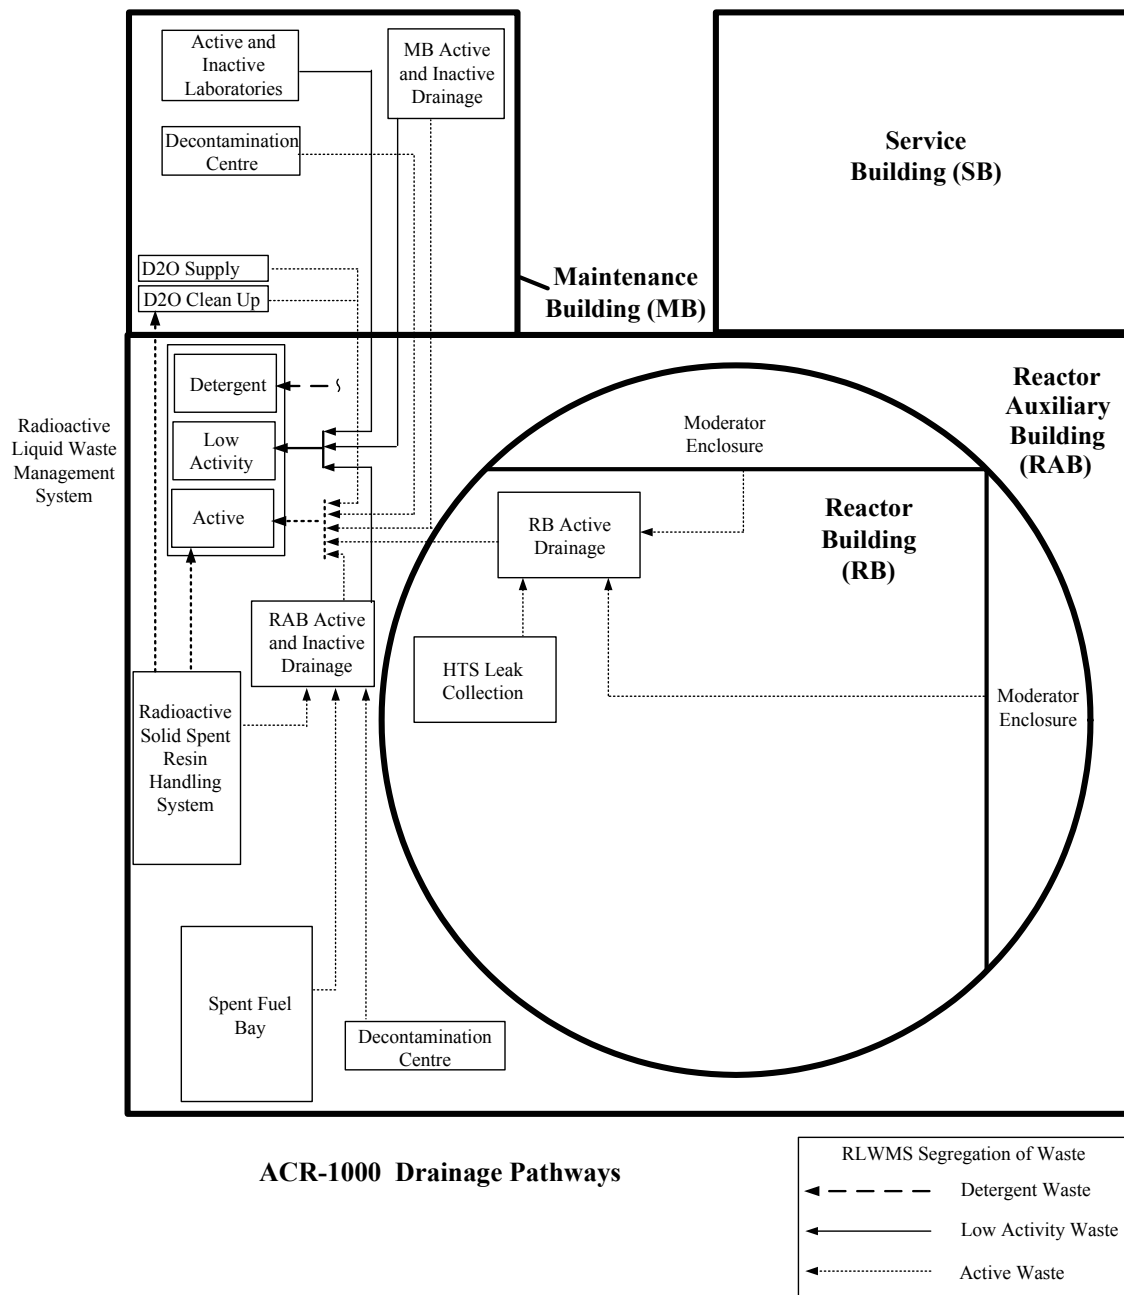 Active and
Inactive
Laboratories
MB Active
and Inactive
Drainage
Decontamination
Centre
Service
Building (SB)
D2O Supply
D2O Clean Up
Maintenance
Building (MB)
Radioactive
Liquid Waste
Management
System
Detergent
Low
Activity
Active
Moderator
Enclosure
Reactor
Auxiliary
Building
(RAB)
RB Active
Drainage
Reactor
Building
(RB)
RAB Active
and Inactive
Drainage
HTS Leak
Collection
Moderator
Enclosure
Radioactive
Solid Spent
Resin
Handling
System
Spent Fuel
Bay
Decontamination
Centre
ACR-1000 Drainage Pathways
RLWMS Segregation of Waste
Detergent Waste
Low Activity Waste
Active Waste